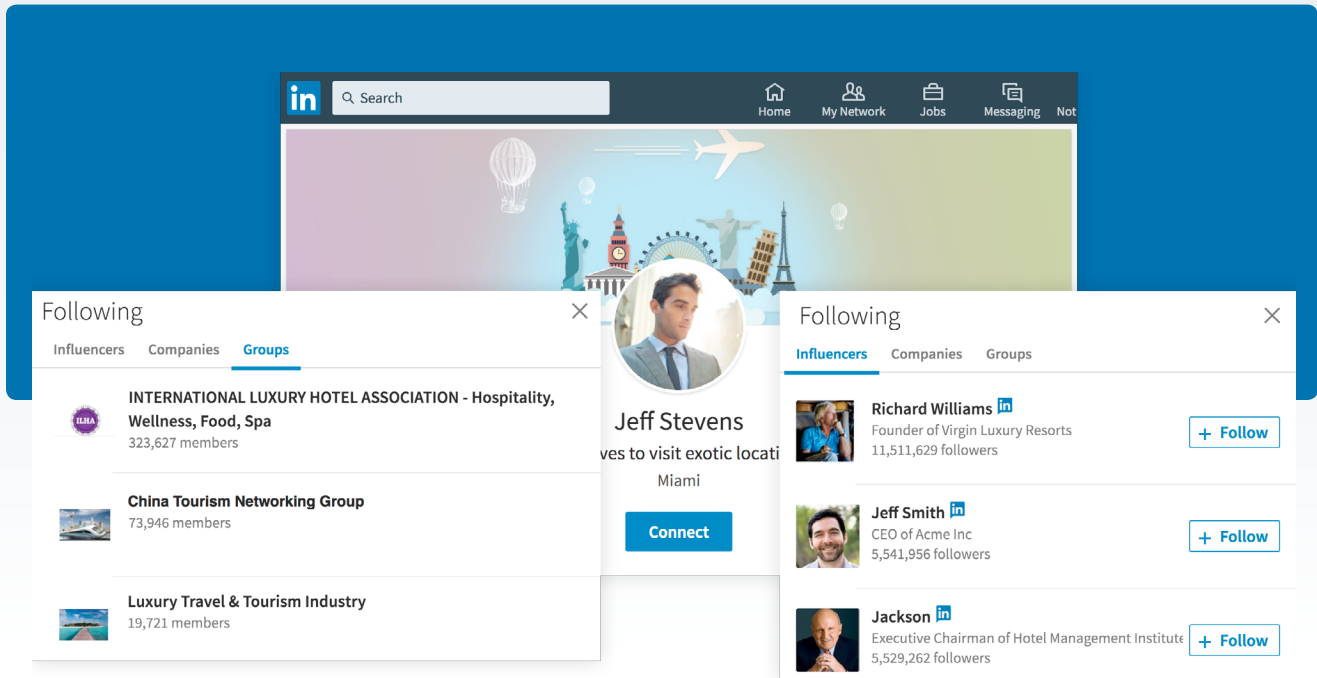 in
Search
Home
My Network
Jobs
Messaging
Not
Following
Influencers
Companies
Groups
ILHA
INTERNATIONAL LUXURY HOTEL ASSOCIATION - Hospitality,
Wellness, Food, Spa
323,627 members
China Tourism Networking Group
73,946 members
Luxury Travel & Tourism Industry
19,721 members
Jeff Stevens
ves to visit exotic locati
Miami
Connect
Following
Influencers
Companies
Groups
Richard Williams in
Founder of Virgin Luxury Resorts
11,511,629 followers
+ Follow
Jeff Smith in
CEO of Acme Inc
5,541,956 followers
+ Follow
Jackson in
Executive Chairman of Hotel Management Institute
5,529,262 followers
+ Follow